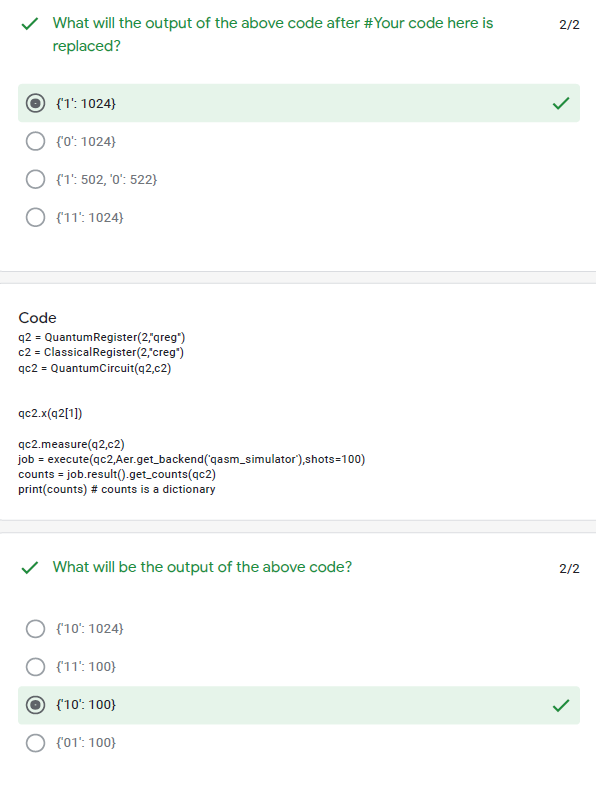 What will the output of the above code after #Your code here is
replaced?
2/2
{'1': 1024}
{'0': 1024}
{'1': 502, '0': 522}
{'11': 1024}
Code
q2 = QuantumRegister(2,"qreg")
c2 = ClassicalRegister(2,"creg")
qc2 = QuantumCircuit(q2,c2)
qc2.x(q2[1])
qc2.measure(q2,c2)
job = execute(qc2,Aer.get_backend('qasm_simulator'),shots=100)
counts = job.result().get_counts(qc2)
print(counts) # counts is a dictionary
What will be the output of the above code?
2/2
{'10': 1024}
{'11': 100}
{'10': 100}
{'01': 100}